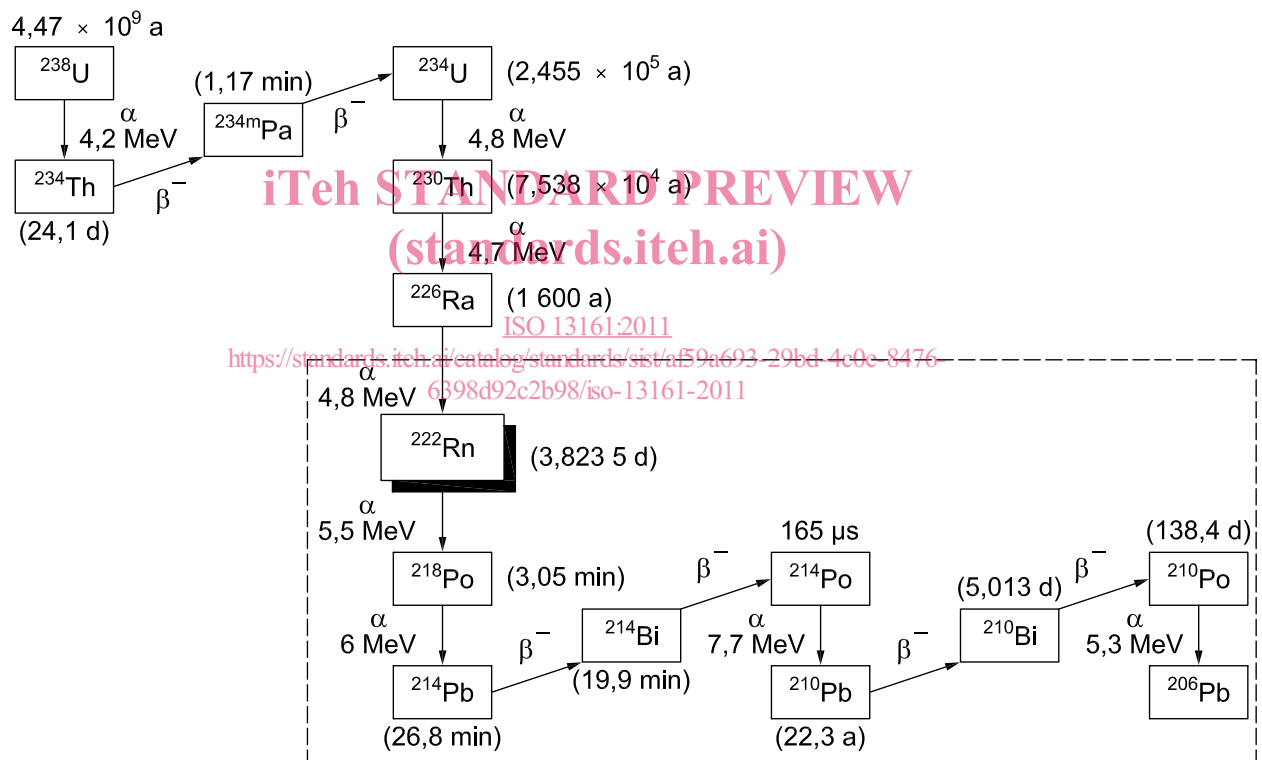 4,47 × 10⁹ a
²³⁸U
α
4,2 MeV
²³⁴Th
(24,1 d)
β⁻
(1,17 min)
²³⁴ᵐPa
β⁻
²³⁴U
(2,455 × 10⁵ a)
α
4,8 MeV
iTeh STANDARD PREVIEW
²³⁰Th
(7,538 × 10⁴ a)
(standards.iteh.ai)
α
4,7 MeV
²²⁶Ra
(1 600 a)
ISO 13161:2011
https://standards.iteh.ai/catalog/standards/sist/af59a693-29bd-4c0c-8476-
6398d92c2b98/iso-13161-2011
α
4,8 MeV
²²²Rn
(3,823 5 d)
α
5,5 MeV
²¹⁸Po
(3,05 min)
α
6 MeV
²¹⁴Pb
(26,8 min)
β⁻
²¹⁴Bi
(19,9 min)
β⁻
165 µs
²¹⁴Po
α
7,7 MeV
²¹⁰Pb
(22,3 a)
β⁻
(5,013 d)
²¹⁰Bi
β⁻
(138,4 d)
²¹⁰Po
α
5,3 MeV
²⁰⁶Pb